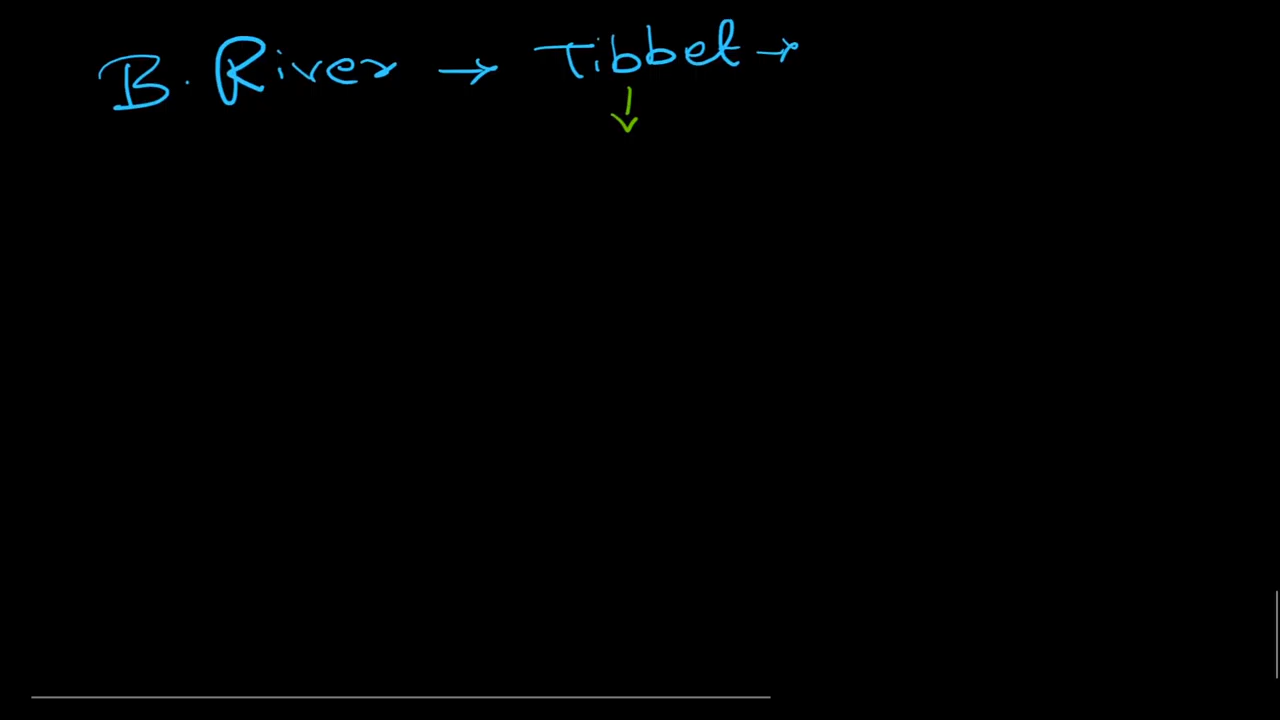 B. River → Tibbet →
↓